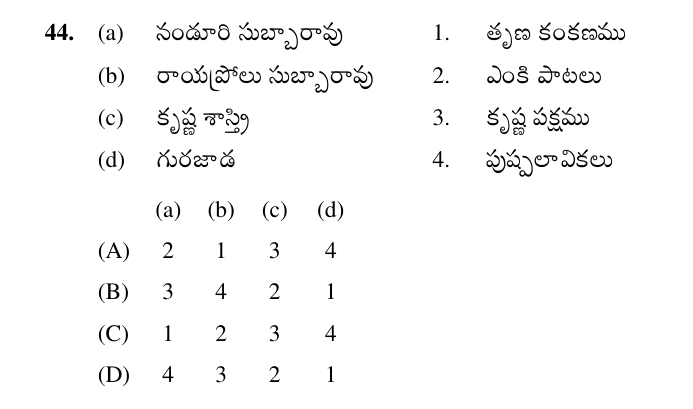 44. (a) నండూరి సుబ్బారావు 1. తృణ కంకణము
(b) రాయప్రోలు సుబ్బారావు 2. ఎంకి పాటలు
(c) కృష్ణ శాస్త్రి 3. కృష్ణ పక్షము
(d) గురజాడ 4. పుష్పలావికలు
(a) (b) (c) (d)
(A) 2 1 3 4
(B) 3 4 2 1
(C) 1 2 3 4
(D) 4 3 2 1